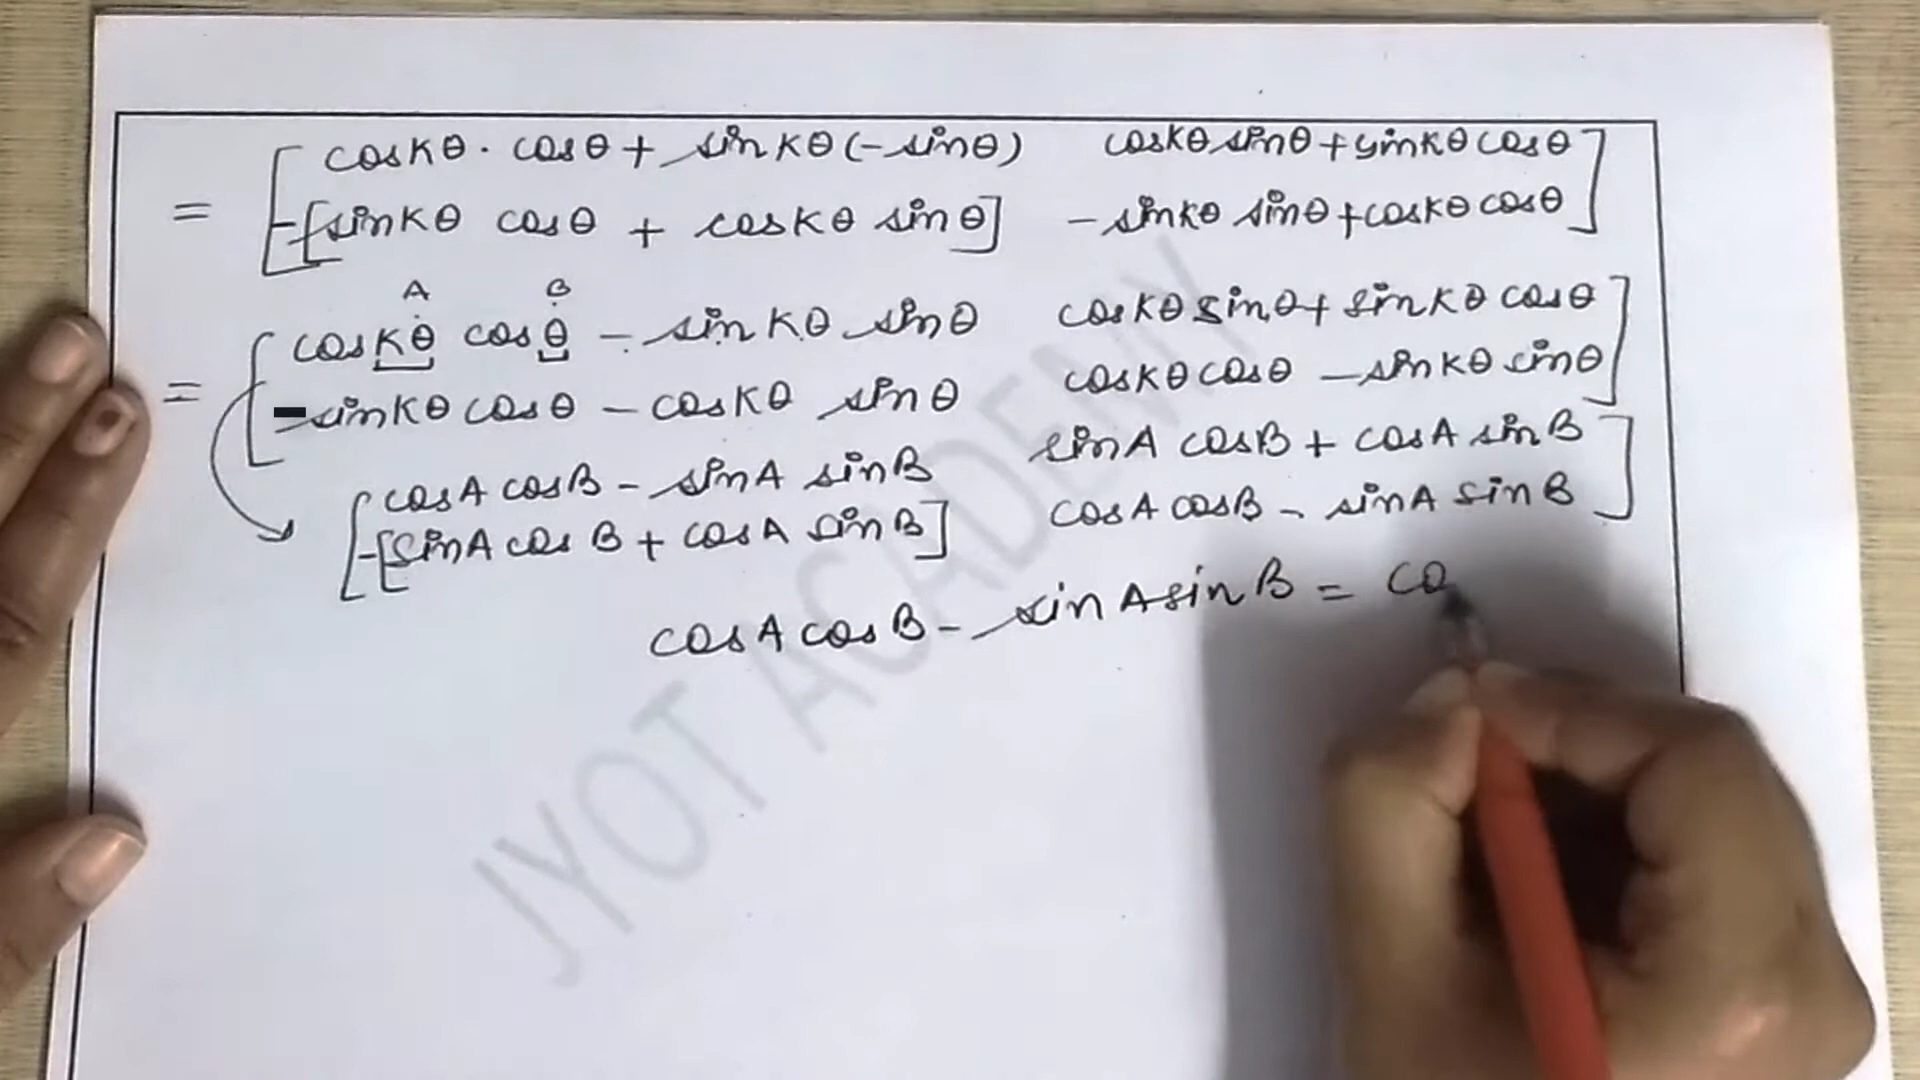 = [ cosKθ · cosθ + sinKθ (- sinθ)    cosKθ sinθ + sinKθ cosθ
-[sinKθ cosθ + cosKθ sinθ]    - sinKθ sinθ + cosKθ cosθ ]
A B
= [ cosKθ cosθ - sinKθ sinθ    cosKθ sinθ + sinKθ cosθ
- sinKθ cosθ - cosKθ sinθ    cosKθ cosθ - sinKθ sinθ ]
[ cosA cosB - sinA sinB    sinA cosB + cosA sinB
-[sinA cosB + cosA sinB]    cosA cosB - sinA sinB ]
cosA cosB - sinA sinB = co
JYOT ACADEMY